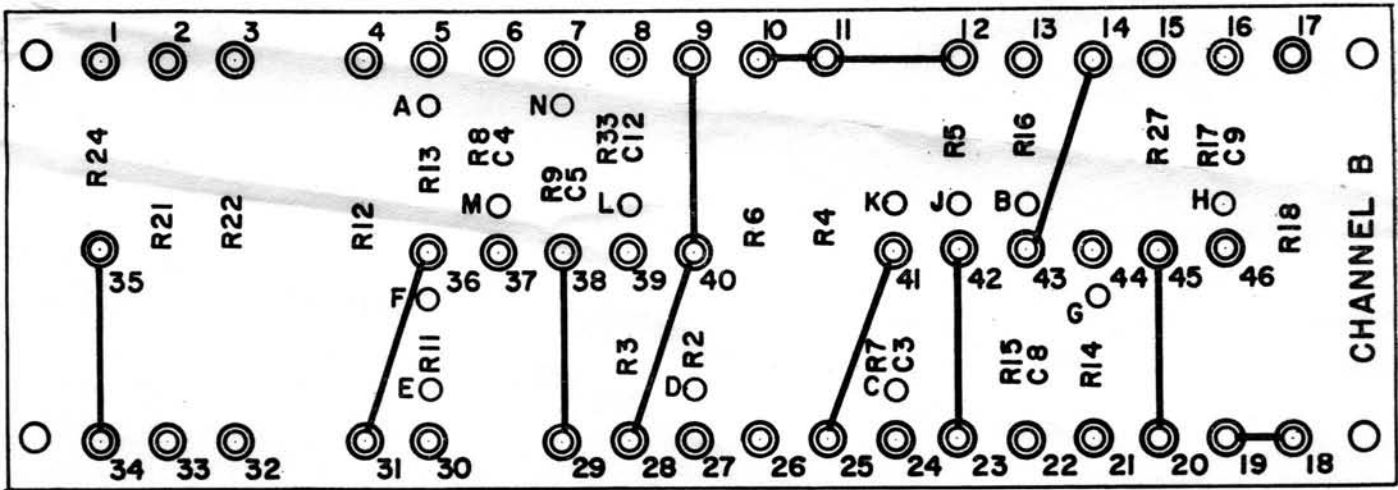 1 2 3 4 5 6 7 8 9 10 11 12 13 14 15 16 17
A N
R24 R13 R8 C4 R33 C12 R5 R16 R27 R17 C9
R9 C5
M L K J B H
R21 R22 R12 R6 R4 R18
35 36 37 38 39 40 41 42 43 44 45 46
CHANNEL B
F G
R11 R3 R2 R7 C3 R15 C8 R14
E D C
34 33 32 31 30 29 28 27 26 25 24 23 22 21 20 19 18